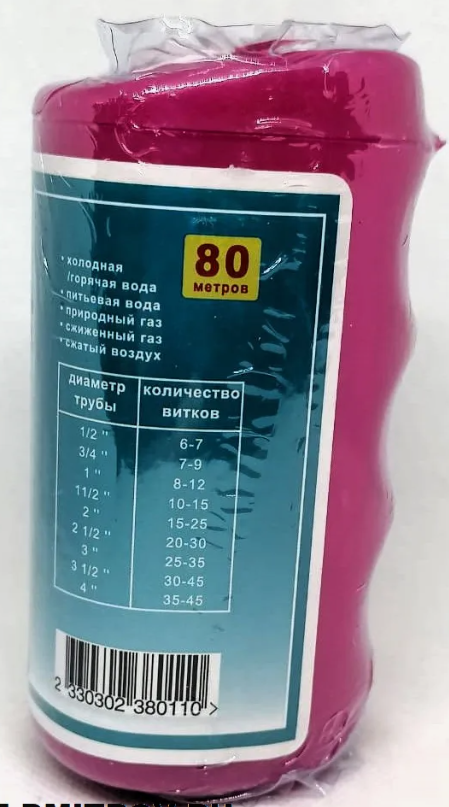 80
метров
• холодная
/горячая вода
• питьевая вода
• природный газ
• сжиженный газ
• сжатый воздух
диаметр трубы количество витков
1/2 " 6-7
3/4 " 7-9
1 " 8-12
11/2 " 10-15
2 " 15-25
2 1/2 " 20-30
3 " 25-35
3 1/2 " 30-45
4 " 35-45
2 330302 380110 >